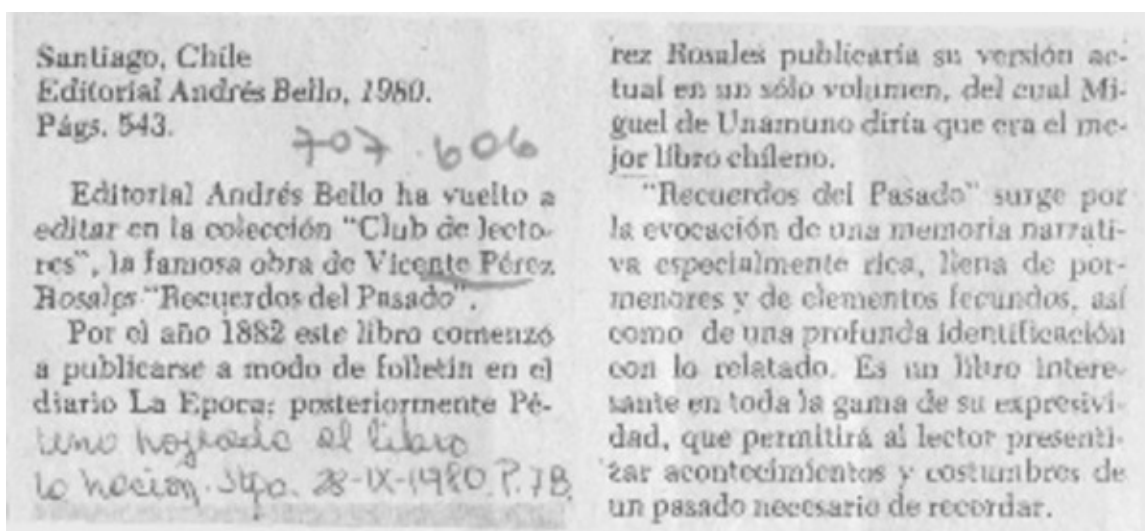 Santiago, Chile
Editorial Andrés Bello, 1980.
Págs. 543.
707.606
Editorial Andrés Bello ha vuelto a
editar en la colección "Club de lecto-
res", la famosa obra de Vicente Pérez
Rosales "Recuerdos del Pasado".
Por el año 1882 este libro comenzó
a publicarse a modo de folletín en el
diario La Epoca; posteriormente Pé-
una hojeada al libro
La Nación. Stgo. 28-IX-1980. P. 7B
rez Rosales publicaría su versión ac-
tual en un sólo volumen, del cual Mi-
guel de Unamuno diría que era el me-
jor libro chileno.
"Recuerdos del Pasado" surge por
la evocación de una memoria narrati-
va especialmente rica, llena de por-
menores y de elementos fecundos, así
como de una profunda identificación
con lo relatado. Es un libro intere-
sante en toda la gama de su expresivi-
dad, que permitirá al lector presenti-
zar acontecimientos y costumbres de
un pasado necesario de recordar.